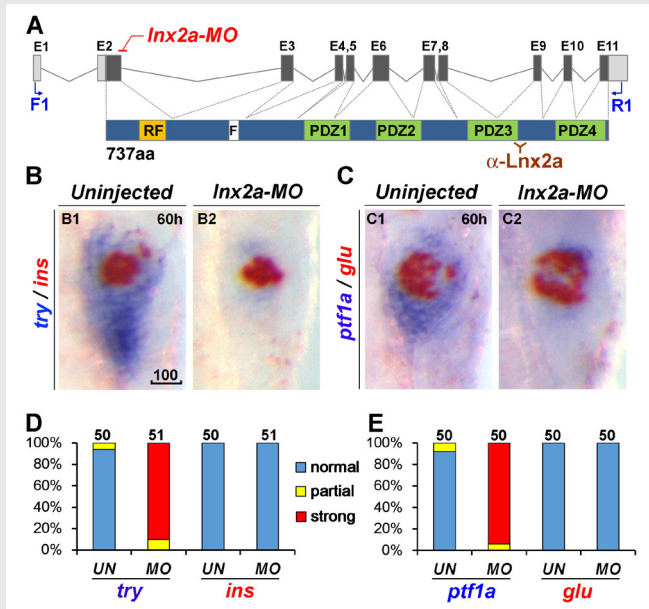 A
lnx2a-MO
E1 E2 E3 E4,5 E6 E7,8 E9 E10 E11
F1 R1
RF F PDZ1 PDZ2 PDZ3 PDZ4
737aa
α-Lnx2a
B Uninjected lnx2a-MO C Uninjected lnx2a-MO
B1 60h B2 C1 60h C2
try / ins
ptf1a / glu
100
D E
50 51 50 51 50 50 50 50
100% 100%
80% 80%
60% 60%
40% 40%
20% 20%
0% 0%
normal
partial
strong
UN MO UN MO UN MO UN MO
try ins ptf1a glu